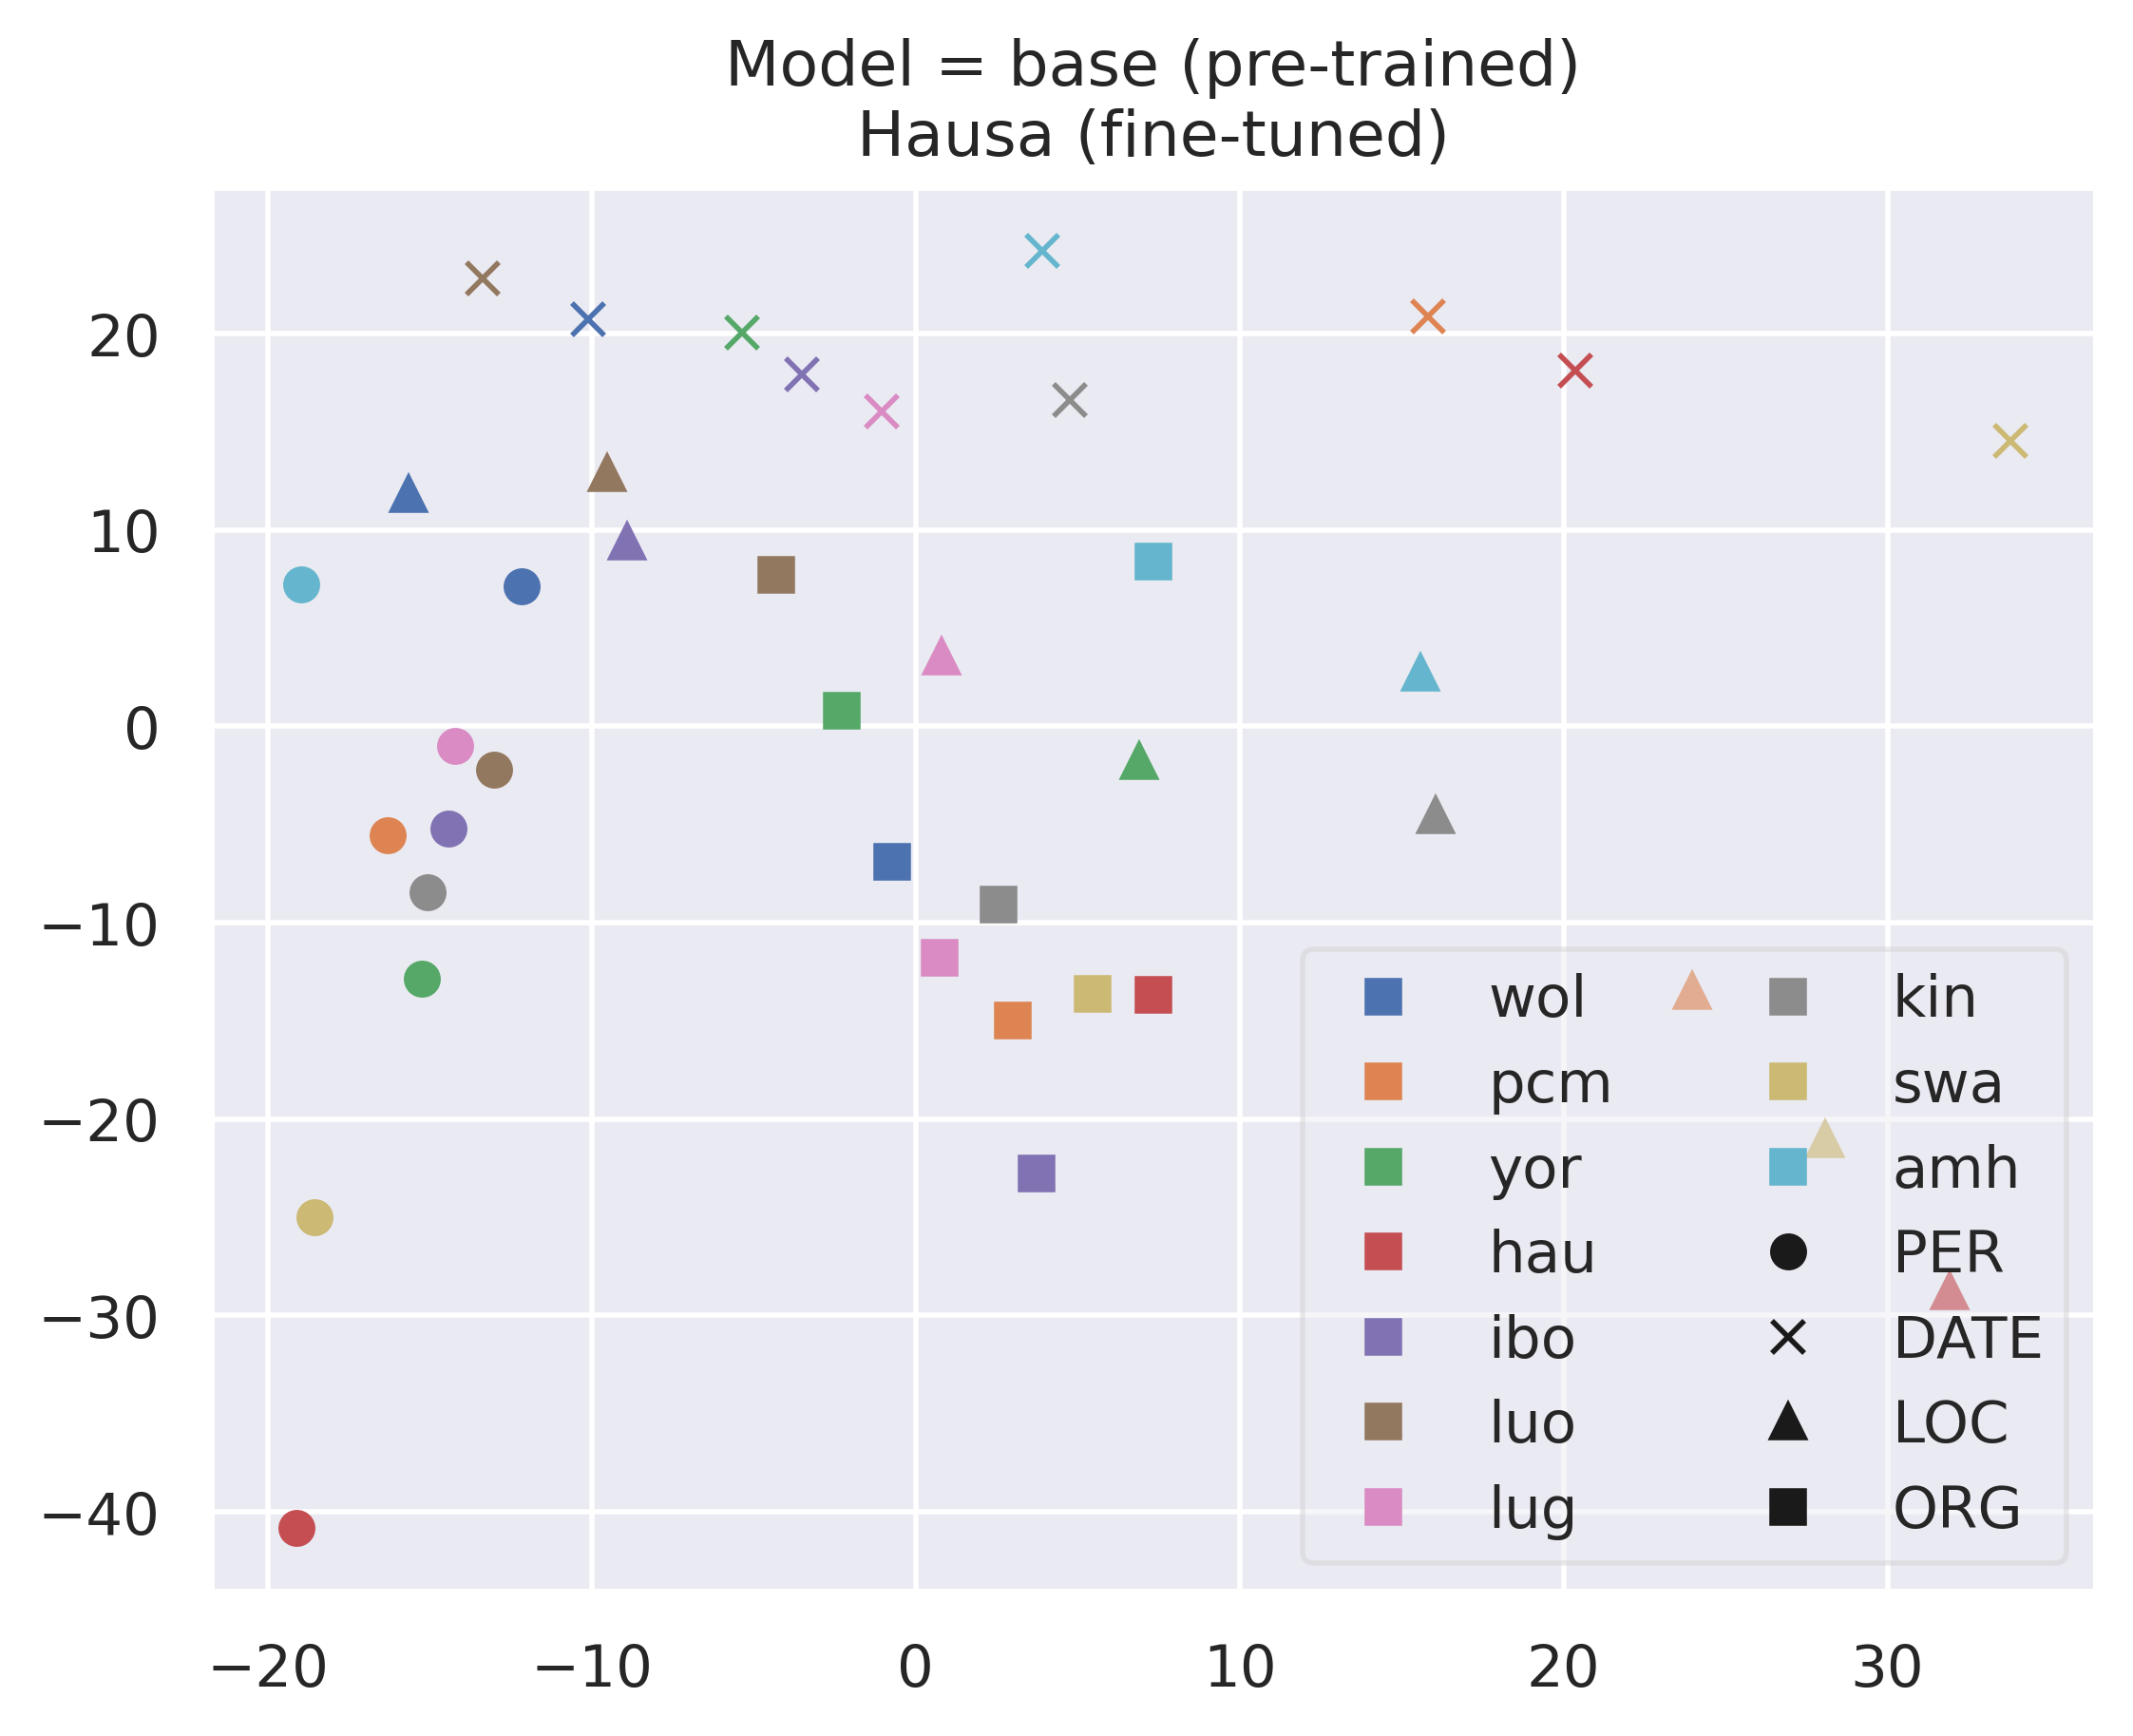 Model = base (pre-trained)
Hausa (fine-tuned)
20
10
0
−10
−20
−30
−40
wol
pcm
yor
hau
ibo
luo
lug
kin
swa
amh
PER
DATE
LOC
ORG
−20 −10 0 10 20 30